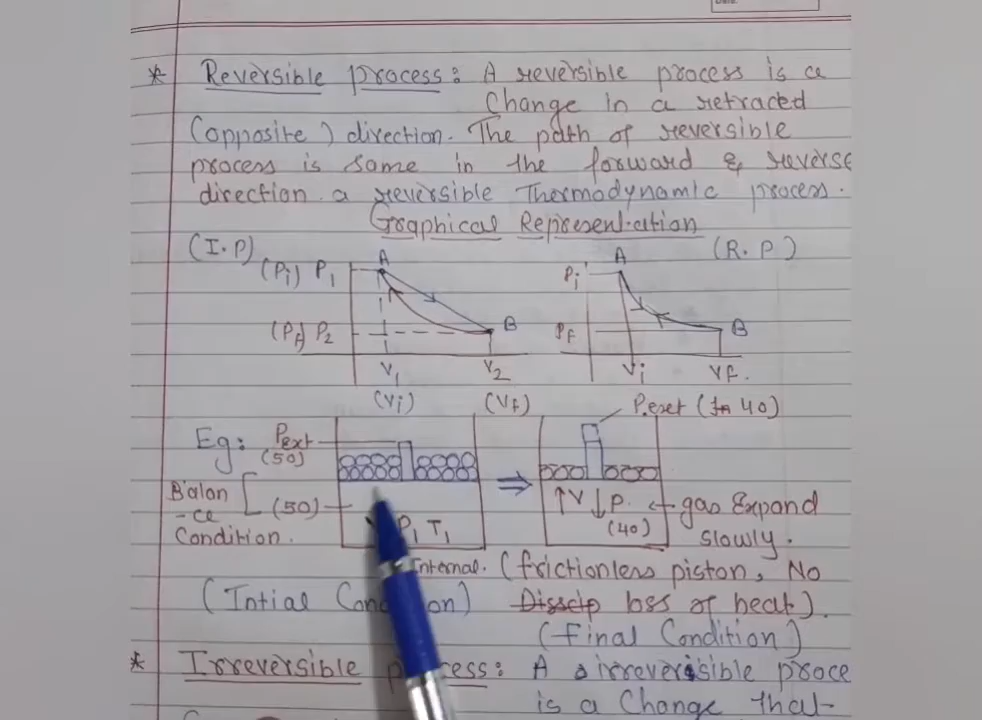 * Reversible process: A reversible process is a
Change in a retraced
(opposite) direction. The path of reversible
process is same in the forward & reverse
direction. a reversible Thermodynamic process.
Graphical Representation
(I.P) (R.P)
(Pi) P1 A Pi A
(Pf) P2 B Pf B
V1 V2 Vi Vf.
(Vi) (Vf)
Eg: Pext P.ext (40)
(50)
Balan
-ce (50) ⇒ ↑V ↓P. ← gas Expand
Condition. P1 T1 (40) slowly.
Internal. (frictionless piston, No
(Intial Con on) loss of heat).
(Final Condition)
* Irreversible p cess: A irreversible proce
is a Change that